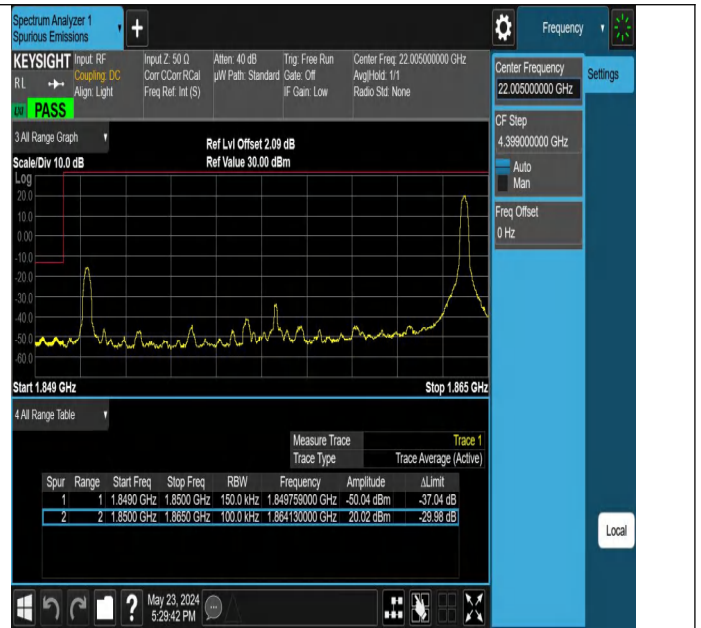 Spectrum Analyzer 1
Spurious Emissions
+
Frequency
KEYSIGHT
RL
LXI
PASS
Input: RF
Coupling: DC
Align: Light
Input Z: 50 Ω
Corr CCorr RCal
Freq Ref: Int (S)
Atten: 40 dB
µW Path: Standard
Trig: Free Run
Gate: Off
IF Gain: Low
Center Freq: 22.005000000 GHz
Avg|Hold: 1/1
Radio Std: None
Center Frequency
22.005000000 GHz
Settings
CF Step
4.399000000 GHz
Auto
Man
Freq Offset
0 Hz
3 All Range Graph
Scale/Div 10.0 dB
Ref Lvl Offset 2.09 dB
Ref Value 30.00 dBm
Log
20.0
10.0
0.00
-10.0
-20.0
-30.0
-40.0
-50.0
-60.0
Start 1.849 GHz
Stop 1.865 GHz
4 All Range Table
Measure Trace Trace 1
Trace Type Trace Average (Active)
Spur Range Start Freq Stop Freq RBW Frequency Amplitude ΔLimit
1 1 1.8490 GHz 1.8500 GHz 150.0 kHz 1.849759000 GHz -50.04 dBm -37.04 dB
2 2 1.8500 GHz 1.8650 GHz 100.0 kHz 1.864130000 GHz 20.02 dBm -29.98 dB
Local
?
May 23, 2024
5:29:42 PM